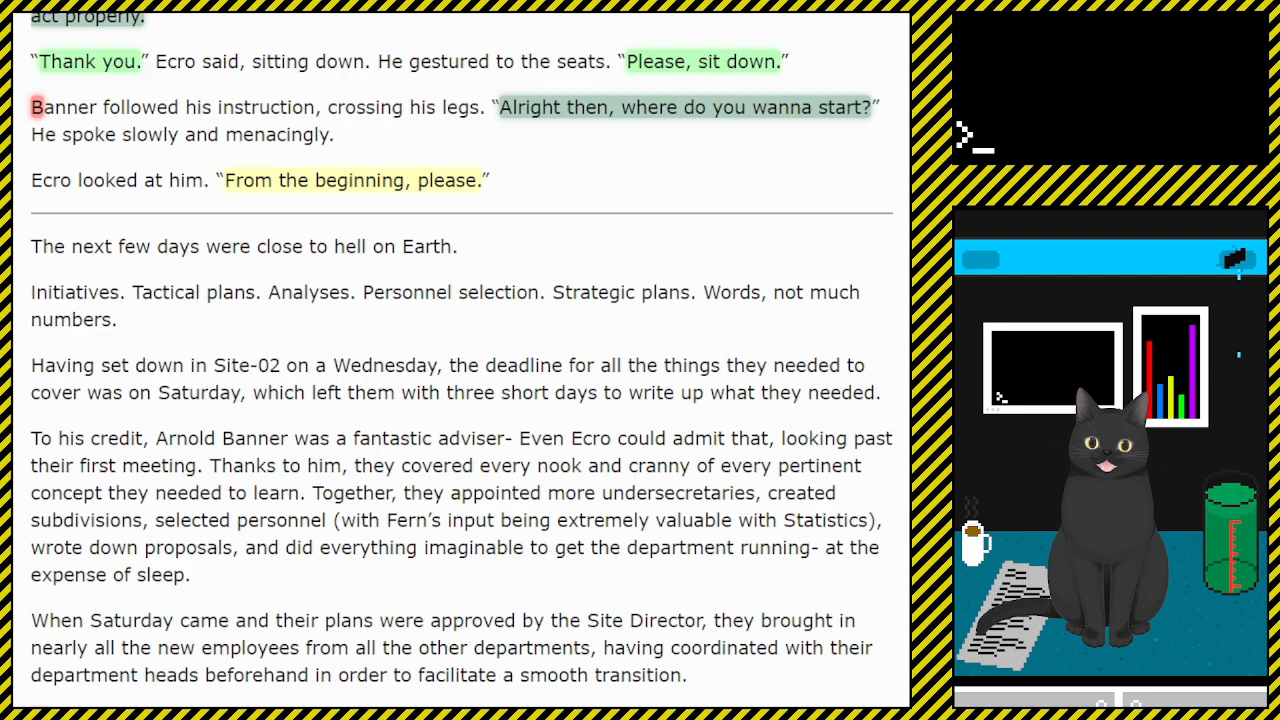 act properly.
“Thank you.” Ecro said, sitting down. He gestured to the seats. “Please, sit down.”
Banner followed his instruction, crossing his legs. “Alright then, where do you wanna start?”
He spoke slowly and menacingly.
Ecro looked at him. “From the beginning, please.”
The next few days were close to hell on Earth.
Initiatives. Tactical plans. Analyses. Personnel selection. Strategic plans. Words, not much
numbers.
Having set down in Site-02 on a Wednesday, the deadline for all the things they needed to
cover was on Saturday, which left them with three short days to write up what they needed.
To his credit, Arnold Banner was a fantastic adviser- Even Ecro could admit that, looking past
their first meeting. Thanks to him, they covered every nook and cranny of every pertinent
concept they needed to learn. Together, they appointed more undersecretaries, created
subdivisions, selected personnel (with Fern’s input being extremely valuable with Statistics),
wrote down proposals, and did everything imaginable to get the department running- at the
expense of sleep.
When Saturday came and their plans were approved by the Site Director, they brought in
nearly all the new employees from all the other departments, having coordinated with their
department heads beforehand in order to facilitate a smooth transition.
>_
>_